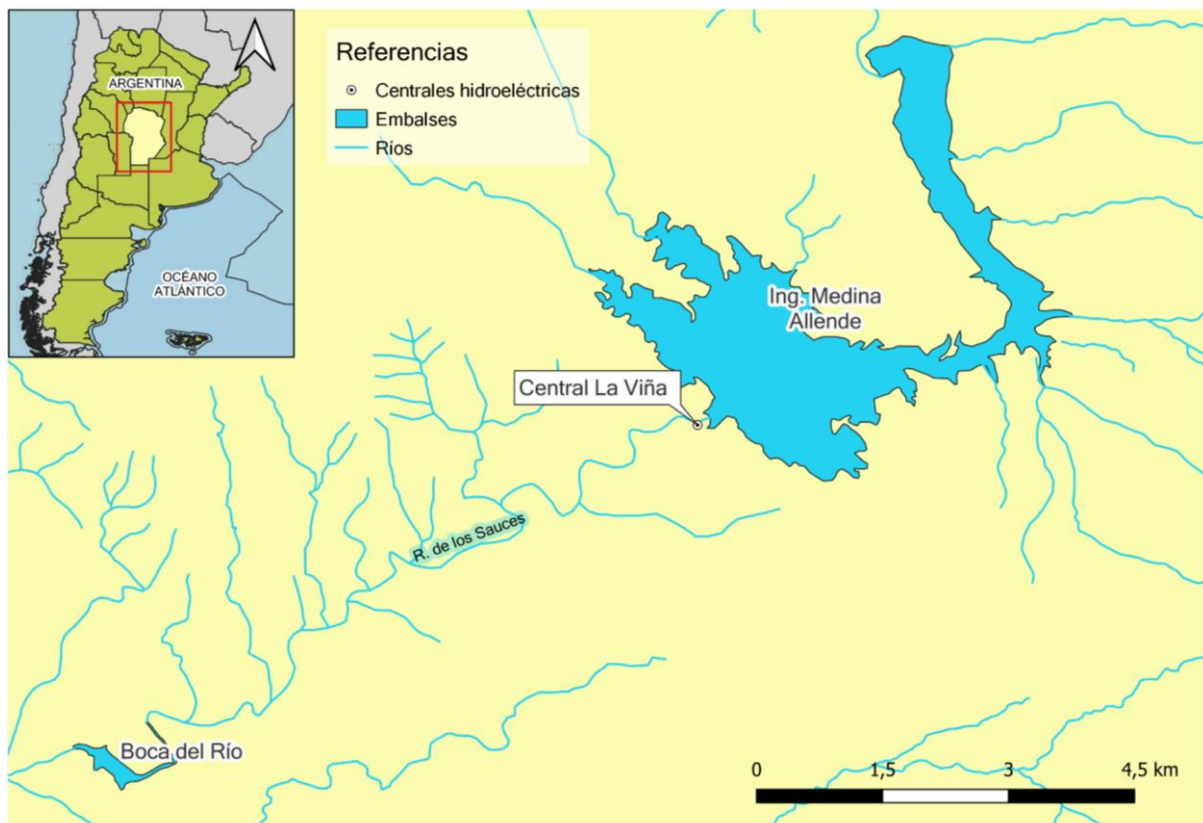 ARGENTINA
OCÉANO
ATLÁNTICO
Referencias
Centrales hidroeléctricas
Embalses
Ríos
Ing. Medina
Allende
Central La Viña
R. de los Sauces
Boca del Río
0 1,5 3 4,5 km